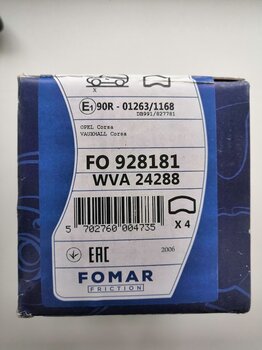 X
E1 90R - 01263/1168
DB991/827781
OPEL Corsa
VAUXHALL Corsa
FO 928181
WVA 24288
5 702760 004735
X 4
EAC
2006
FOMAR
FRICTION